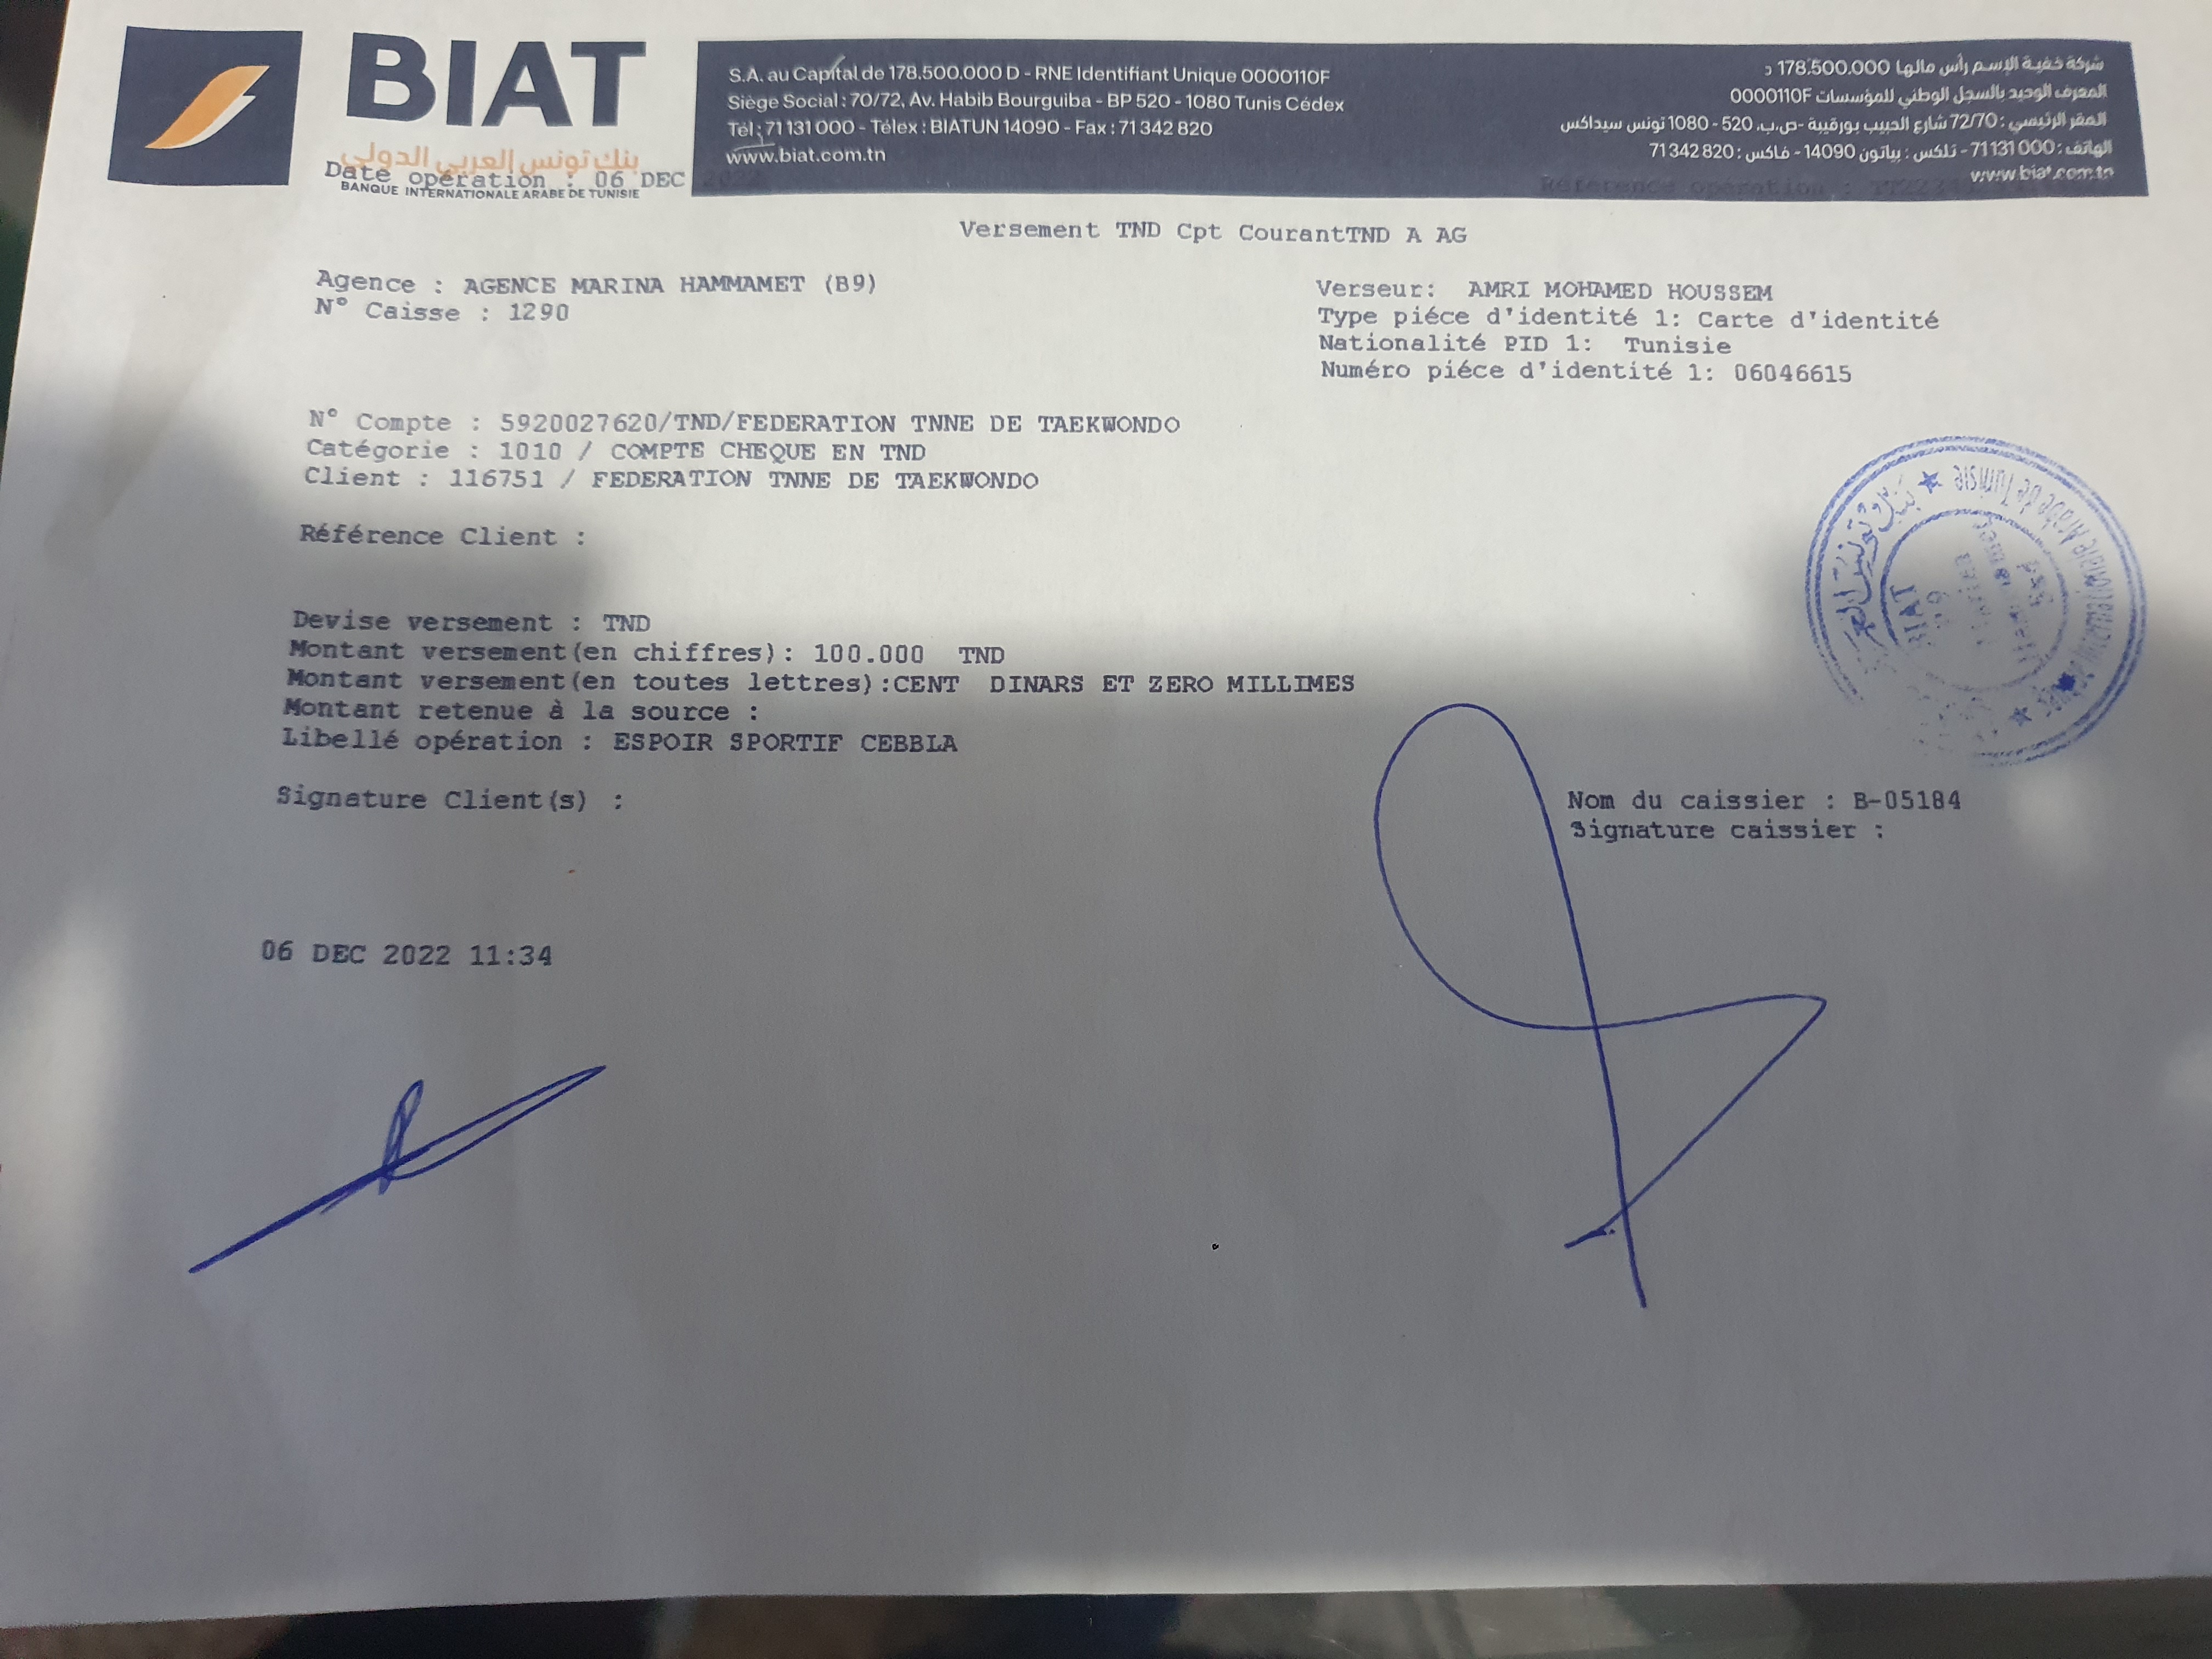 BIAT
بنك تونس العربي الدولي
BANQUE INTERNATIONALE ARABE DE TUNISIE
S.A. au Capital de 178.500.000 D - RNE Identifiant Unique 0000110F
Siège Social : 70/72, Av. Habib Bourguiba - BP 520 - 1080 Tunis Cédex
Tél : 71 131 000 - Télex : BIATUN 14090 - Fax : 71 342 820
www.biat.com.tn
شركة خفية الإسم رأس مالها 178.500.000 د
المعرف الوحيد بالسجل الوطني للمؤسسات 0000110F
المقر الرئيسي : 72/70 شارع الحبيب بورقيبة -ص.ب. 520 - 1080 تونس سيداكس
الهاتف : 71131 000 - تلكس : بياتون 14090 - فاكس : 71 342 820
www.biat.com.tn
Date opération : 06 DEC 2022
Référence opération :
Versement TND Cpt CourantTND A AG
Agence : AGENCE MARINA HAMMAMET (B9)
N° Caisse : 1290
Verseur: AMRI MOHAMED HOUSSEM
Type piéce d'identité 1: Carte d'identité
Nationalité PID 1: Tunisie
Numéro piéce d'identité 1: 06046615
N° Compte : 5920027620/TND/FEDERATION TNNE DE TAEKWONDO
Catégorie : 1010 / COMPTE CHEQUE EN TND
Client : 116751 / FEDERATION TNNE DE TAEKWONDO
Référence Client :
Devise versement : TND
Montant versement(en chiffres): 100.000 TND
Montant versement(en toutes lettres):CENT DINARS ET ZERO MILLIMES
Montant retenue à la source :
Libellé opération : ESPOIR SPORTIF CEBBLA
Signature Client(s) :
Nom du caissier : B-05184
Signature caissier :
06 DEC 2022 11:34
BIAT